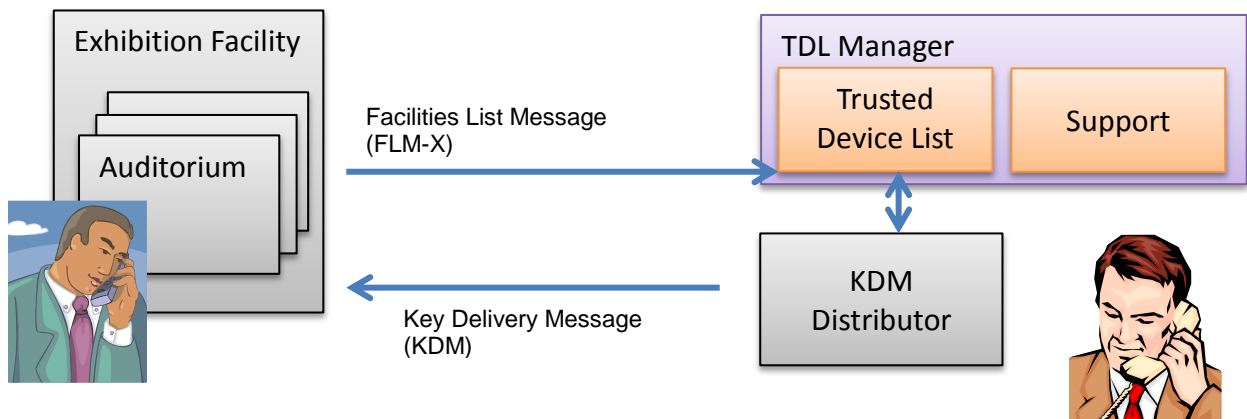 Exhibition Facility
Auditorium
Facilities List Message
(FLM-X)
TDL Manager
Trusted
Device List
Support
Key Delivery Message
(KDM)
KDM
Distributor